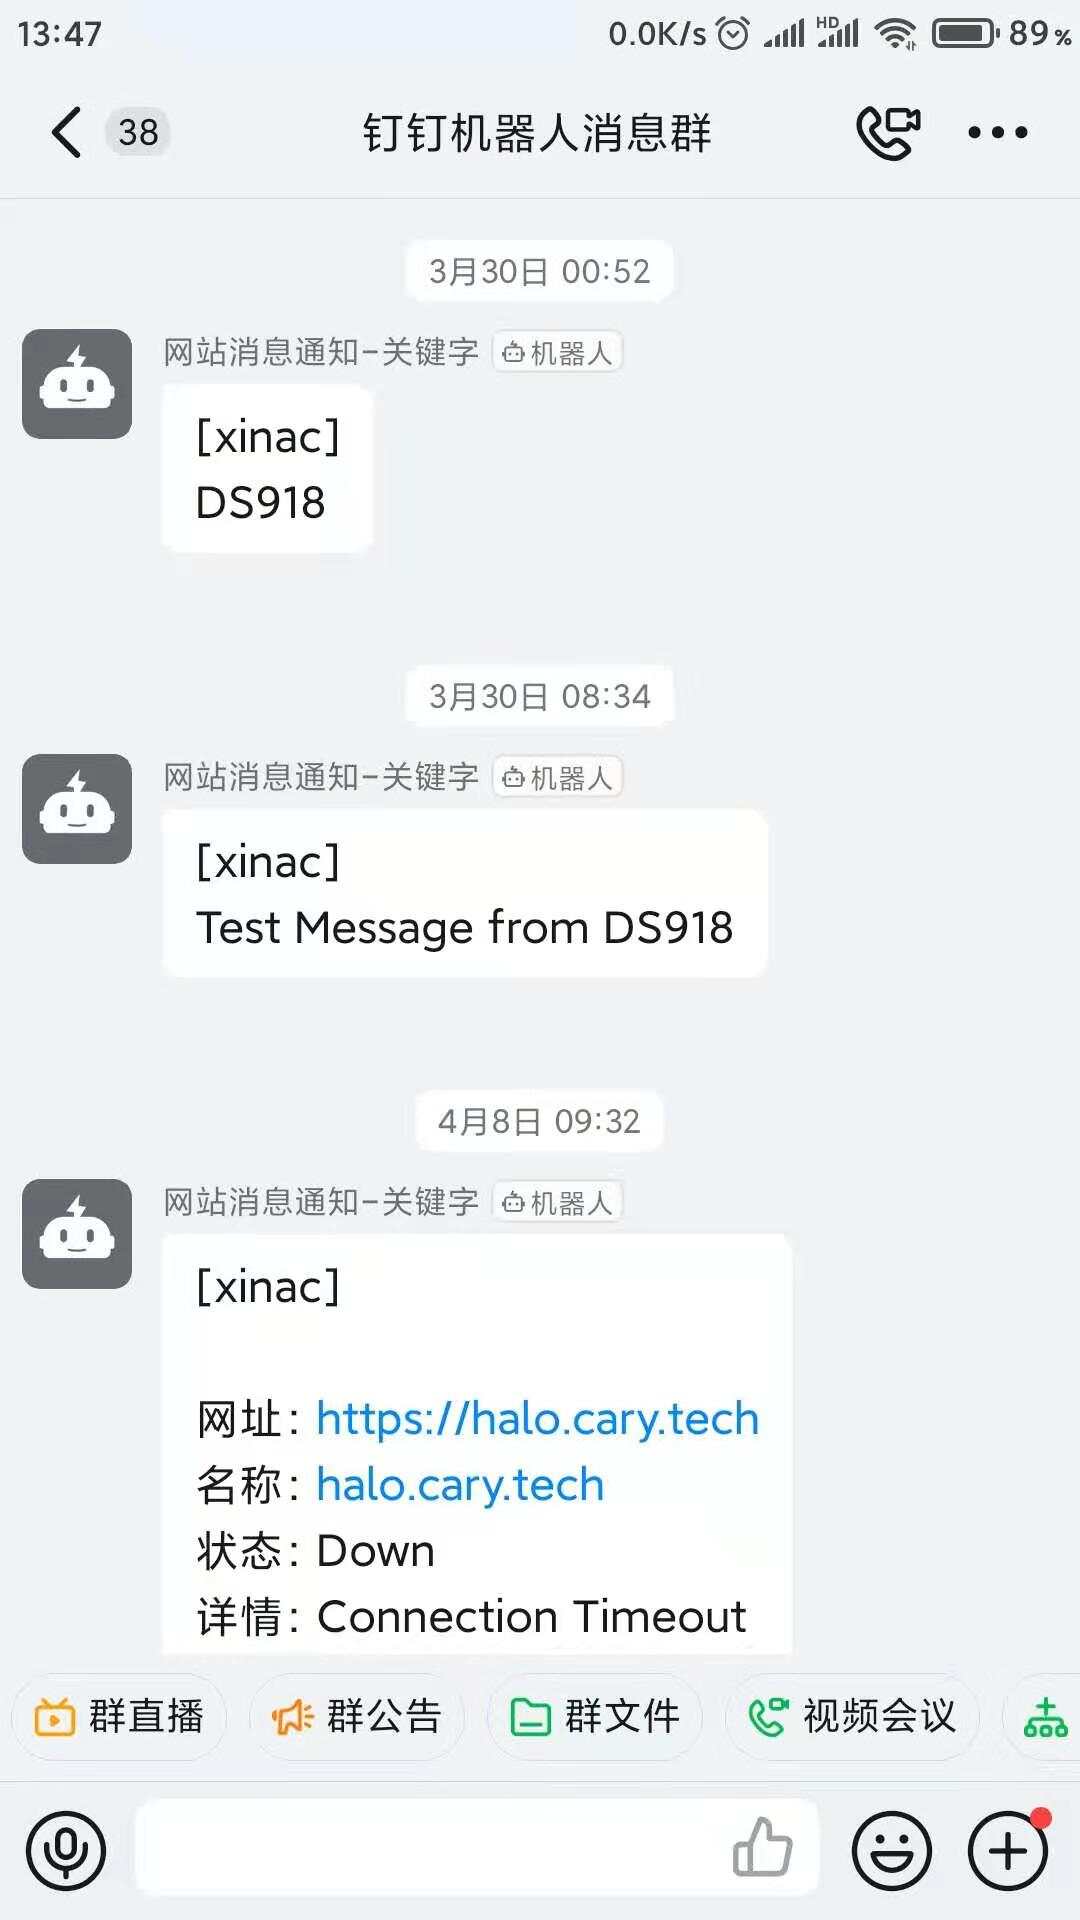 13:47
0.0K/s HD 89%
38
钉钉机器人消息群
3月30日 00:52
网站消息通知-关键字 机器人
[xinac]
DS918
3月30日 08:34
网站消息通知-关键字 机器人
[xinac]
Test Message from DS918
4月8日 09:32
网站消息通知-关键字 机器人
[xinac]
网址: https://halo.cary.tech
名称: halo.cary.tech
状态: Down
详情: Connection Timeout
群直播 群公告 群文件 视频会议